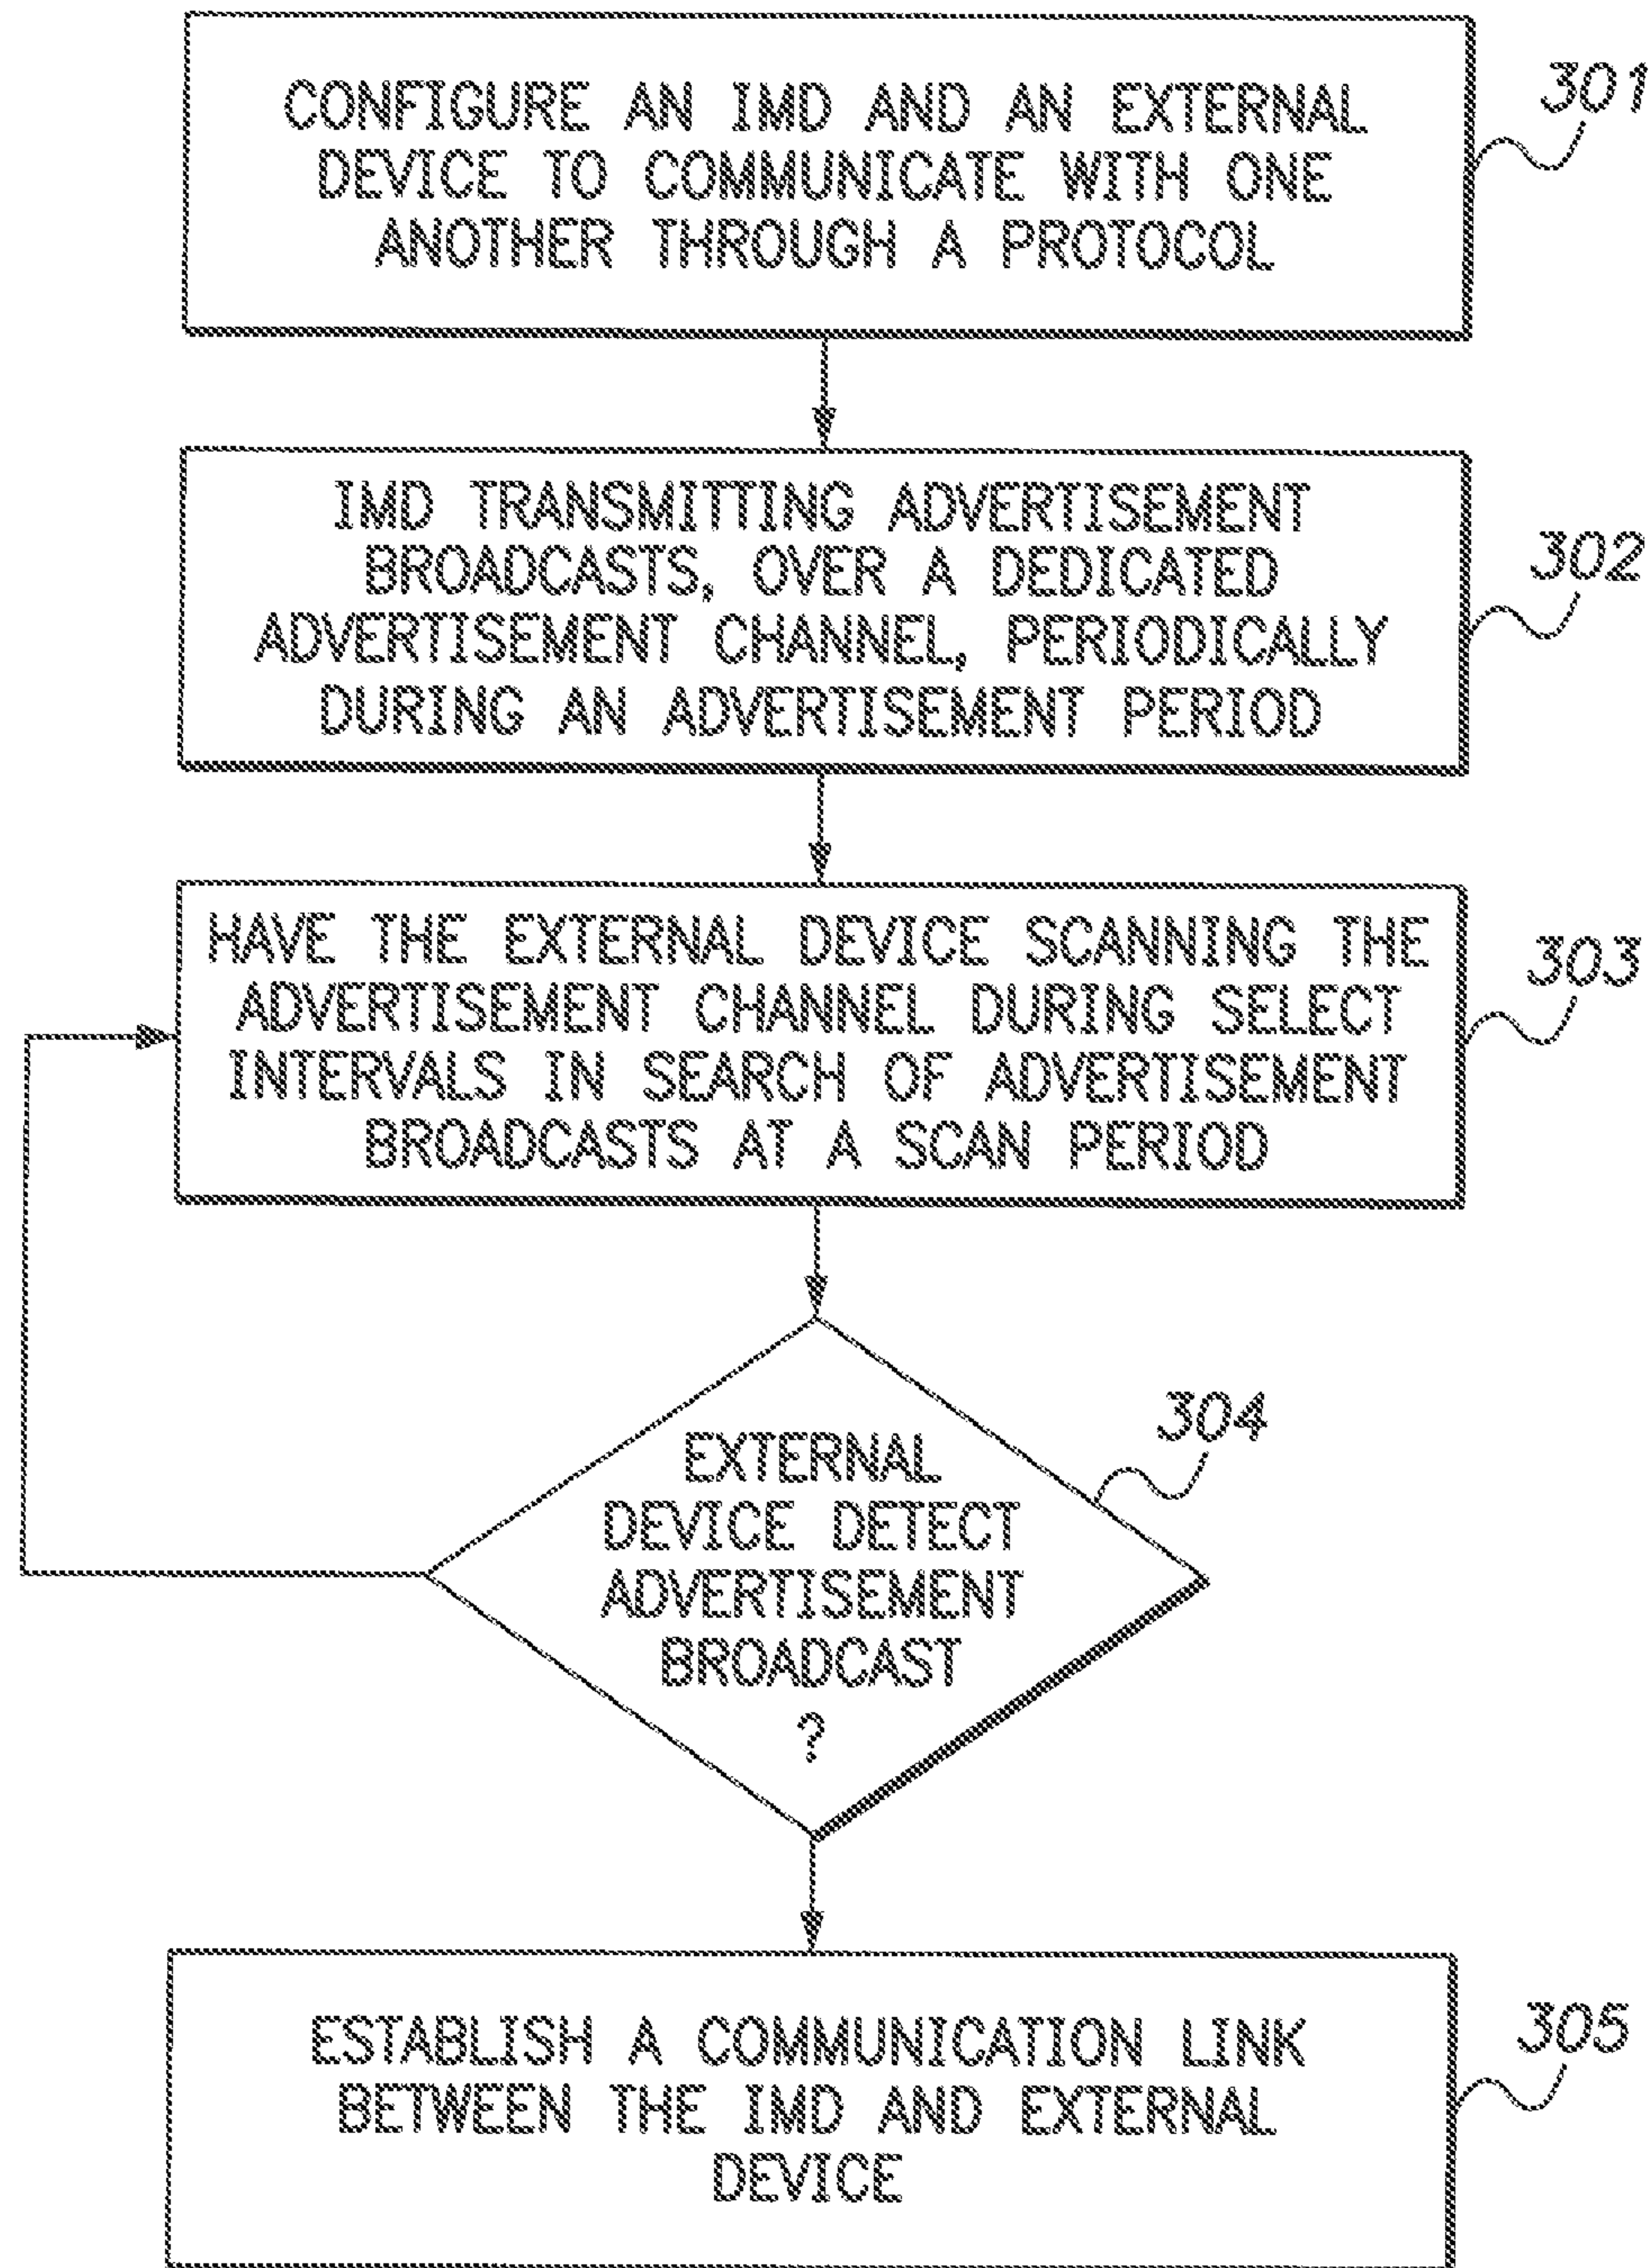 CONFIGURE AN IMD AND AN EXTERNAL
DEVICE TO COMMUNICATE WITH ONE
ANOTHER THROUGH A PROTOCOL
301
IMD TRANSMITTING ADVERTISEMENT
BROADCASTS, OVER A DEDICATED
ADVERTISEMENT CHANNEL, PERIODICALLY
DURING AN ADVERTISEMENT PERIOD
302
HAVE THE EXTERNAL DEVICE SCANNING THE
ADVERTISEMENT CHANNEL DURING SELECT
INTERVALS IN SEARCH OF ADVERTISEMENT
BROADCASTS AT A SCAN PERIOD
303
EXTERNAL
DEVICE DETECT
ADVERTISEMENT
BROADCAST
?
304
ESTABLISH A COMMUNICATION LINK
BETWEEN THE IMD AND EXTERNAL
DEVICE
305